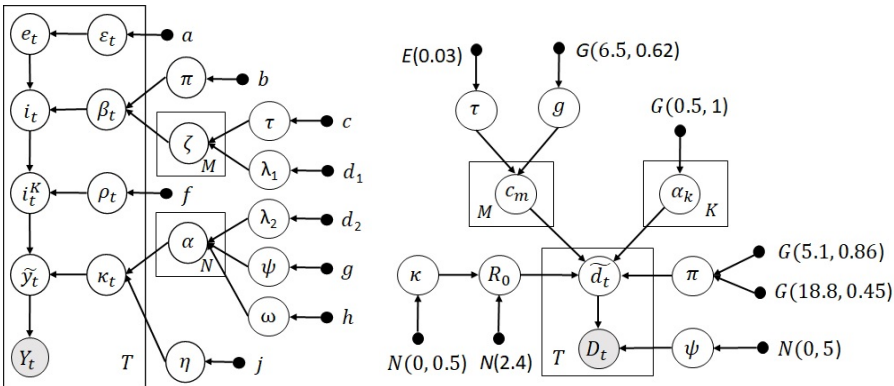 e_t ε_t a
π b
i_t β_t
τ c
ζ M
λ_1 d_1
i_t^K ρ_t f
λ_2 d_2
α N
ỹ_t κ_t ψ g
ω h
Y_t T η j
E(0.03) G(6.5, 0.62)
τ g G(0.5, 1)
M c_m α_k K
G(5.1, 0.86)
κ R_0 d̃_t π
G(18.8, 0.45)
N(0, 0.5) N(2.4) T D_t ψ N(0, 5)